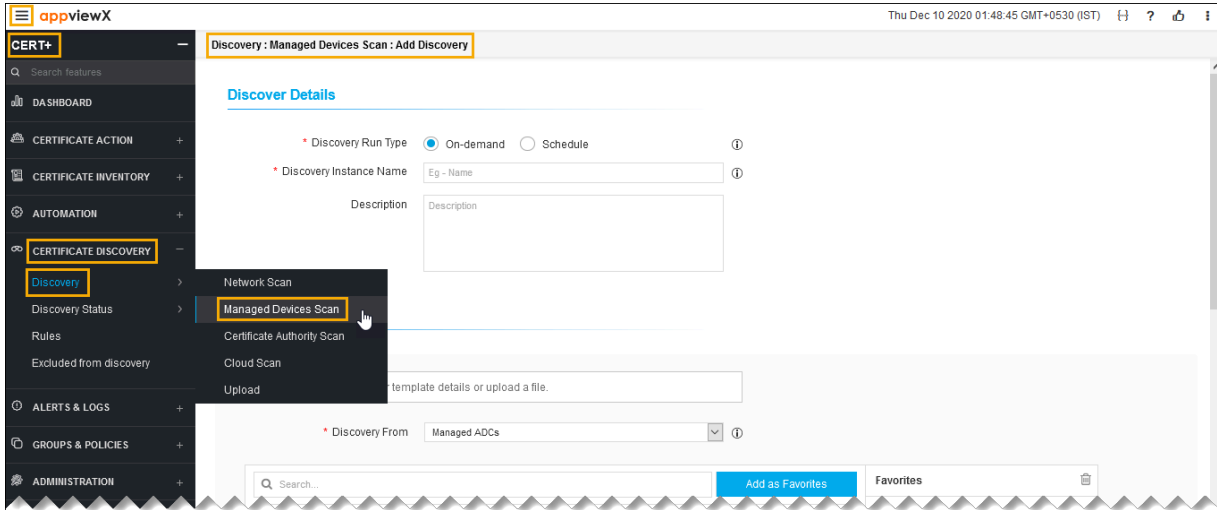 appviewX
Thu Dec 10 2020 01:48:45 GMT+0530 (IST)
?
CERT+
Discovery : Managed Devices Scan : Add Discovery
Search features
DASHBOARD
CERTIFICATE ACTION +
CERTIFICATE INVENTORY +
AUTOMATION +
CERTIFICATE DISCOVERY
Discovery >
Discovery Status >
Rules
Excluded from discovery
ALERTS & LOGS +
GROUPS & POLICIES +
ADMINISTRATION +
Network Scan
Managed Devices Scan
Certificate Authority Scan
Cloud Scan
Upload
Discover Details
* Discovery Run Type On-demand Schedule
* Discovery Instance Name Eg - Name
Description Description
template details or upload a file.
* Discovery From Managed ADCs
Search... Add as Favorites Favorites